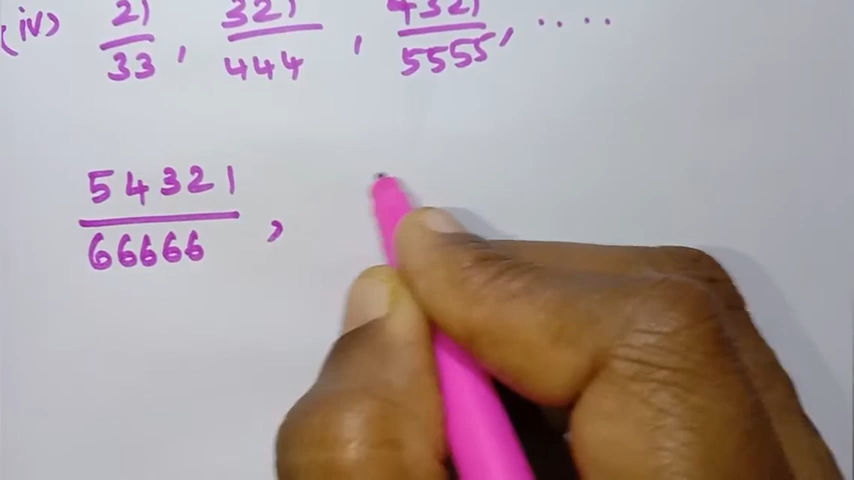 (iv) 21/33, 321/444, 4321/5555, .....
54321/66666,